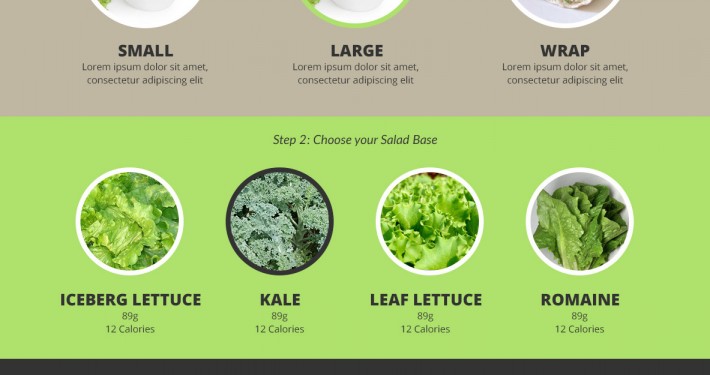 SMALL
Lorem ipsum dolor sit amet,
consectetur adipiscing elit
LARGE
Lorem ipsum dolor sit amet,
consectetur adipiscing elit
WRAP
Lorem ipsum dolor sit amet,
consectetur adipiscing elit
Step 2: Choose your Salad Base
ICEBERG LETTUCE
89g
12 Calories
KALE
89g
12 Calories
LEAF LETTUCE
89g
12 Calories
ROMAINE
89g
12 Calories